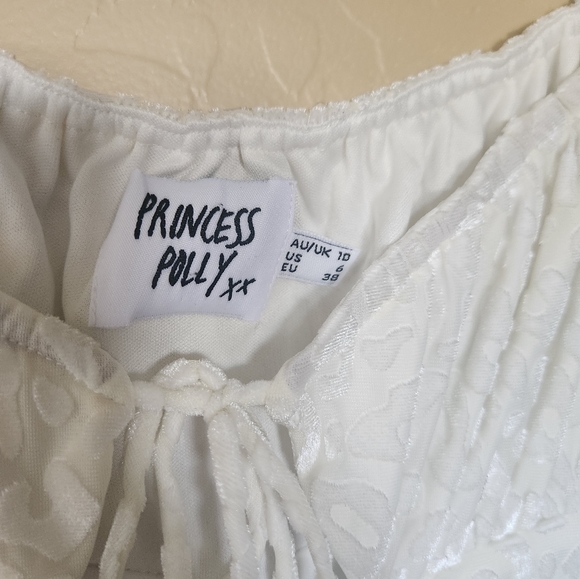 PRINCESS
POLLY xx
AU/UK 10
US 6
EU 38